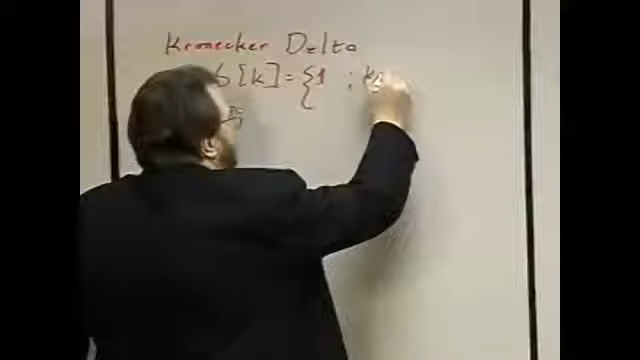 Kronecker Delta
δ[k] = { 1 ; k